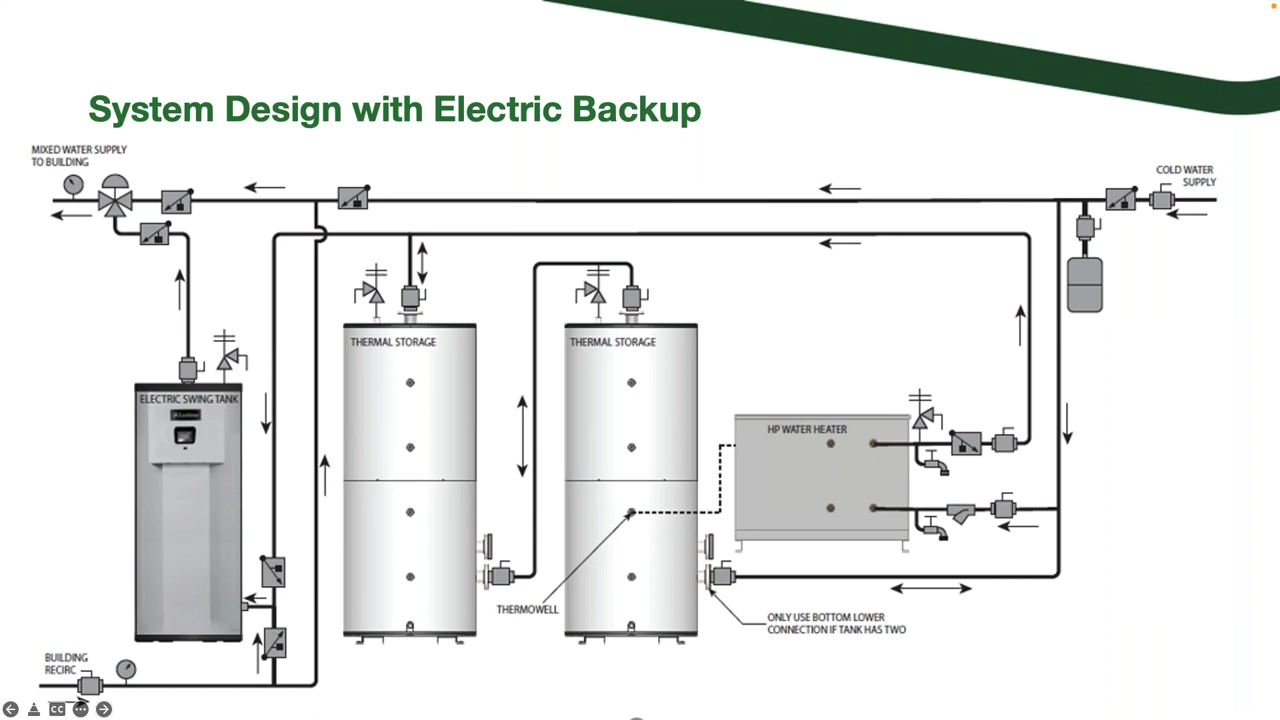 System Design with Electric Backup
MIXED WATER SUPPLY
TO BUILDING
COLD WATER
SUPPLY
THERMAL STORAGE
THERMAL STORAGE
ELECTRIC SWING TANK
HP WATER HEATER
THERMOWELL
ONLY USE BOTTOM LOWER
CONNECTION IF TANK HAS TWO
BUILDING
RECIRC
CC